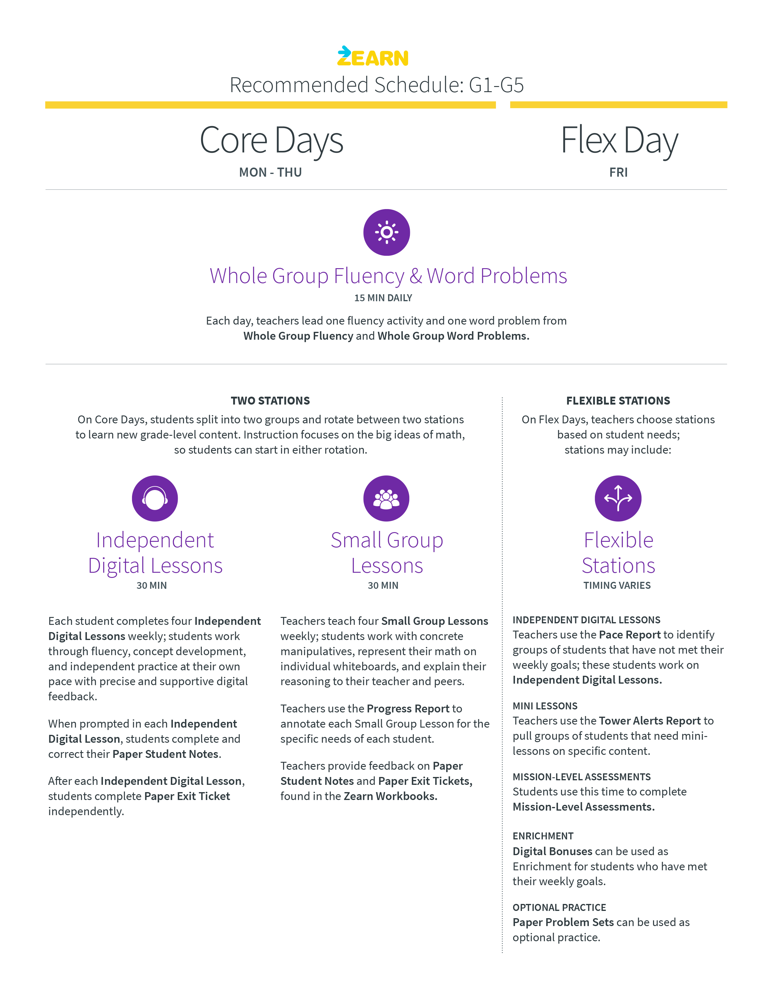 ZEARN
Recommended Schedule: G1-G5
Core Days
MON - THU
Flex Day
FRI
Whole Group Fluency & Word Problems
15 MIN DAILY
Each day, teachers lead one fluency activity and one word problem from
Whole Group Fluency and Whole Group Word Problems.
TWO STATIONS
On Core Days, students split into two groups and rotate between two stations
to learn new grade-level content. Instruction focuses on the big ideas of math,
so students can start in either rotation.
Independent
Digital Lessons
30 MIN
Each student completes four Independent
Digital Lessons weekly; students work
through fluency, concept development,
and independent practice at their own
pace with precise and supportive digital
feedback.
When prompted in each Independent
Digital Lesson, students complete and
correct their Paper Student Notes.
After each Independent Digital Lesson,
students complete Paper Exit Ticket
independently.
Small Group
Lessons
30 MIN
Teachers teach four Small Group Lessons
weekly; students work with concrete
manipulatives, represent their math on
individual whiteboards, and explain their
reasoning to their teacher and peers.
Teachers use the Progress Report to
annotate each Small Group Lesson for the
specific needs of each student.
Teachers provide feedback on Paper
Student Notes and Paper Exit Tickets,
found in the Zearn Workbooks.
FLEXIBLE STATIONS
On Flex Days, teachers choose stations
based on student needs;
stations may include:
Flexible
Stations
TIMING VARIES
INDEPENDENT DIGITAL LESSONS
Teachers use the Pace Report to identify
groups of students that have not met their
weekly goals; these students work on
Independent Digital Lessons.
MINI LESSONS
Teachers use the Tower Alerts Report to
pull groups of students that need mini-
lessons on specific content.
MISSION-LEVEL ASSESSMENTS
Students use this time to complete
Mission-Level Assessments.
ENRICHMENT
Digital Bonuses can be used as
Enrichment for students who have met
their weekly goals.
OPTIONAL PRACTICE
Paper Problem Sets can be used as
optional practice.